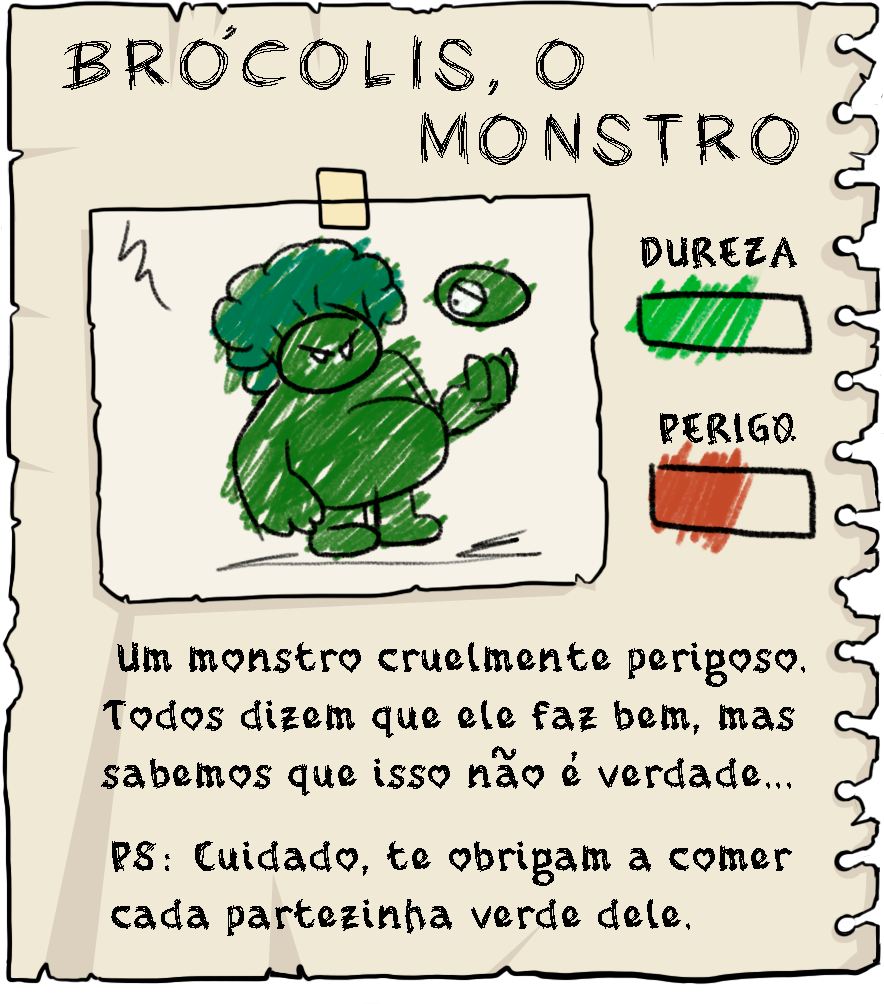 BRÓCOLIS, O
MONSTRO
DUREZA
PERIGO
Um monstro cruelmente perigoso.
Todos dizem que ele faz bem, mas
sabemos que isso não é verdade...
PS: Cuidado, te obrigam a comer
cada partezinha verde dele.